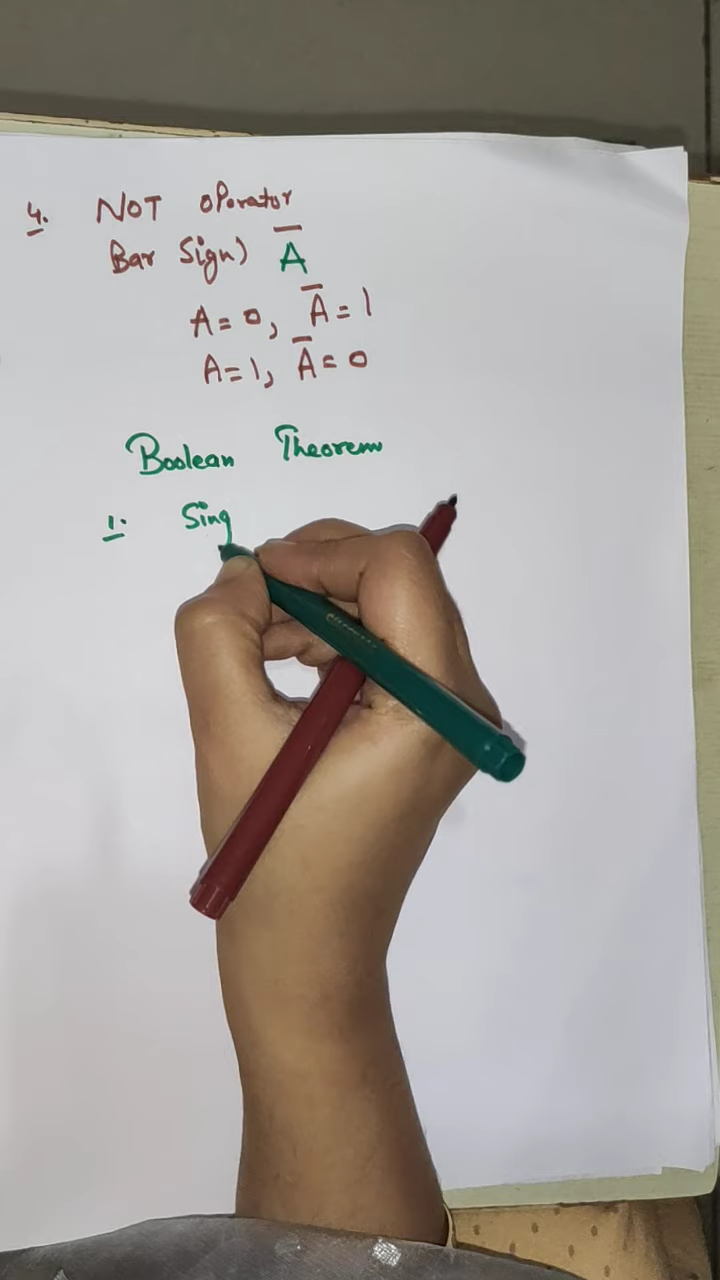 4. NOT operator
Bar Sign) A̅
A = 0, A̅ = 1
A = 1, A̅ = 0
Boolean Theorem
1. Sing